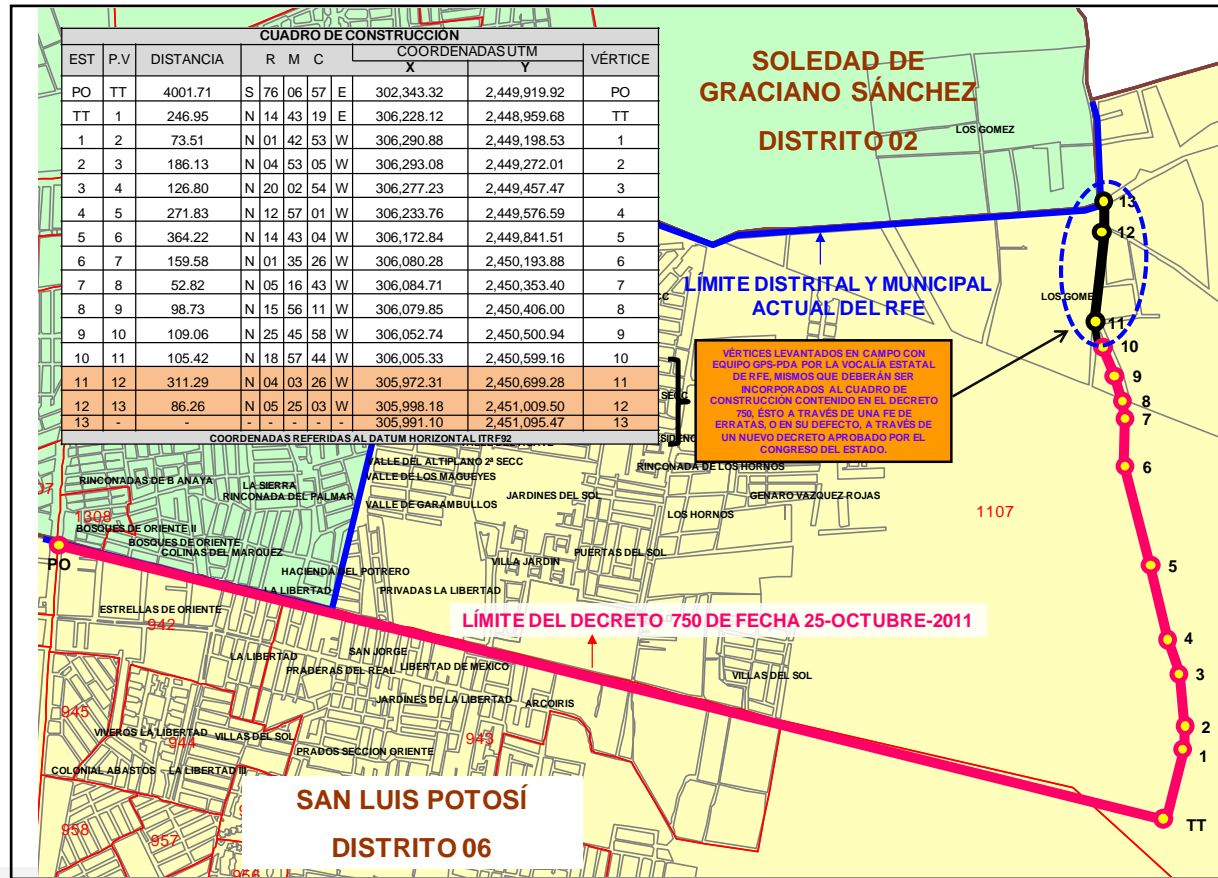 CUADRO DE CONSTRUCCIÓN
EST P.V DISTANCIA R M C COORDENADAS UTM VÉRTICE
X Y
PO TT 4001.71 S 76 06 57 E 302,343.32 2,449,919.92 PO
TT 1 246.95 N 14 43 19 E 306,228.12 2,448,959.68 TT
1 2 73.51 N 01 42 53 W 306,290.88 2,449,198.53 1
2 3 186.13 N 04 53 05 W 306,293.08 2,449,272.01 2
3 4 126.80 N 20 02 54 W 306,277.23 2,449,457.47 3
4 5 271.83 N 12 57 01 W 306,233.76 2,449,576.59 4
5 6 364.22 N 14 43 04 W 306,172.84 2,449,841.51 5
6 7 159.58 N 01 35 26 W 306,080.28 2,450,193.88 6
7 8 52.82 N 05 16 43 W 306,084.71 2,450,353.40 7
8 9 98.73 N 15 56 11 W 306,079.85 2,450,406.00 8
9 10 109.06 N 25 45 58 W 306,052.74 2,450,500.94 9
10 11 105.42 N 18 57 44 W 306,005.33 2,450,599.16 10
11 12 311.29 N 04 03 26 W 305,972.31 2,450,699.28 11
12 13 86.26 N 05 25 03 W 305,998.18 2,451,009.50 12
13 - - - - - - - 305,991.10 2,451,095.47 13
COORDENADAS REFERIDAS AL DATUM HORIZONTAL ITRF92
SOLEDAD DE
GRACIANO SÁNCHEZ
DISTRITO 02
LOS GOMEZ
13
12
LÍMITE DISTRITAL Y MUNICIPAL
ACTUAL DEL RFE
LOS GOME
11
10
9
8
7
6
5
4
3
2
1
TT
VÉRTICES LEVANTADOS EN CAMPO CON
EQUIPO GPS-PDA POR LA VOCALÍA ESTATAL
DE RFE, MISMOS QUE DEBERÁN SER
INCORPORADOS AL CUADRO DE
CONSTRUCCIÓN CONTENIDO EN EL DECRETO
750, ÉSTO A TRAVÉS DE UNA FE DE
ERRATAS, O EN SU DEFECTO, A TRAVÉS DE
UN NUEVO DECRETO APROBADO POR EL
CONGRESO DEL ESTADO.
SECC
VALLE DEL ALTIPLANO 2ª SECC
RINCONADA DE LOS HORNOS
RINCONADAS DE B ANAYA
LA SIERRA
VALLE DE LOS MAGUEYES
RINCONADA DEL PALMAR
JARDINES DEL SOL
GENARO VAZQUEZ ROJAS
VALLE DE GARAMBULLOS
LOS HORNOS
1107
1308
BOSQUES DE ORIENTE II
BOSQUES DE ORIENTE
COLINAS DEL MARQUEZ
PUERTAS DEL SOL
VILLA JARDIN
PO
HACIENDA DEL POTRERO
LA LIBERTAD
PRIVADAS LA LIBERTAD
ESTRELLAS DE ORIENTE
942
LÍMITE DEL DECRETO 750 DE FECHA 25-OCTUBRE-2011
LA LIBERTAD
SAN JORGE
PRADERAS DEL REAL
LIBERTAD DE MEXICO
VILLAS DEL SOL
JARDINES DE LA LIBERTAD
ARCOIRIS
945
VIVEROS LA LIBERTAD
944
VILLAS DEL SOL
943
PRADOS SECCION ORIENTE
COLONIAL ABASTOS
LA LIBERTAD III
SAN LUIS POTOSÍ
DISTRITO 06
958
957
956